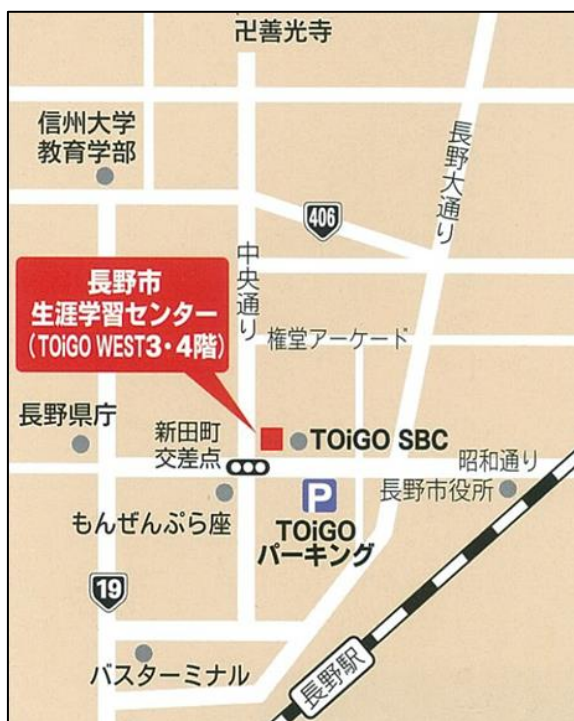 卍善光寺
信州大学
教育学部
長野大通り
406
中央通り
長野市
生涯学習センター
(TOiGO WEST3・4階)
権堂アーケード
長野県庁
新田町
交差点
TOiGO SBC
昭和通り
長野市役所
もんぜんぷら座
P
TOiGO
パーキング
19
バスターミナル
長野駅